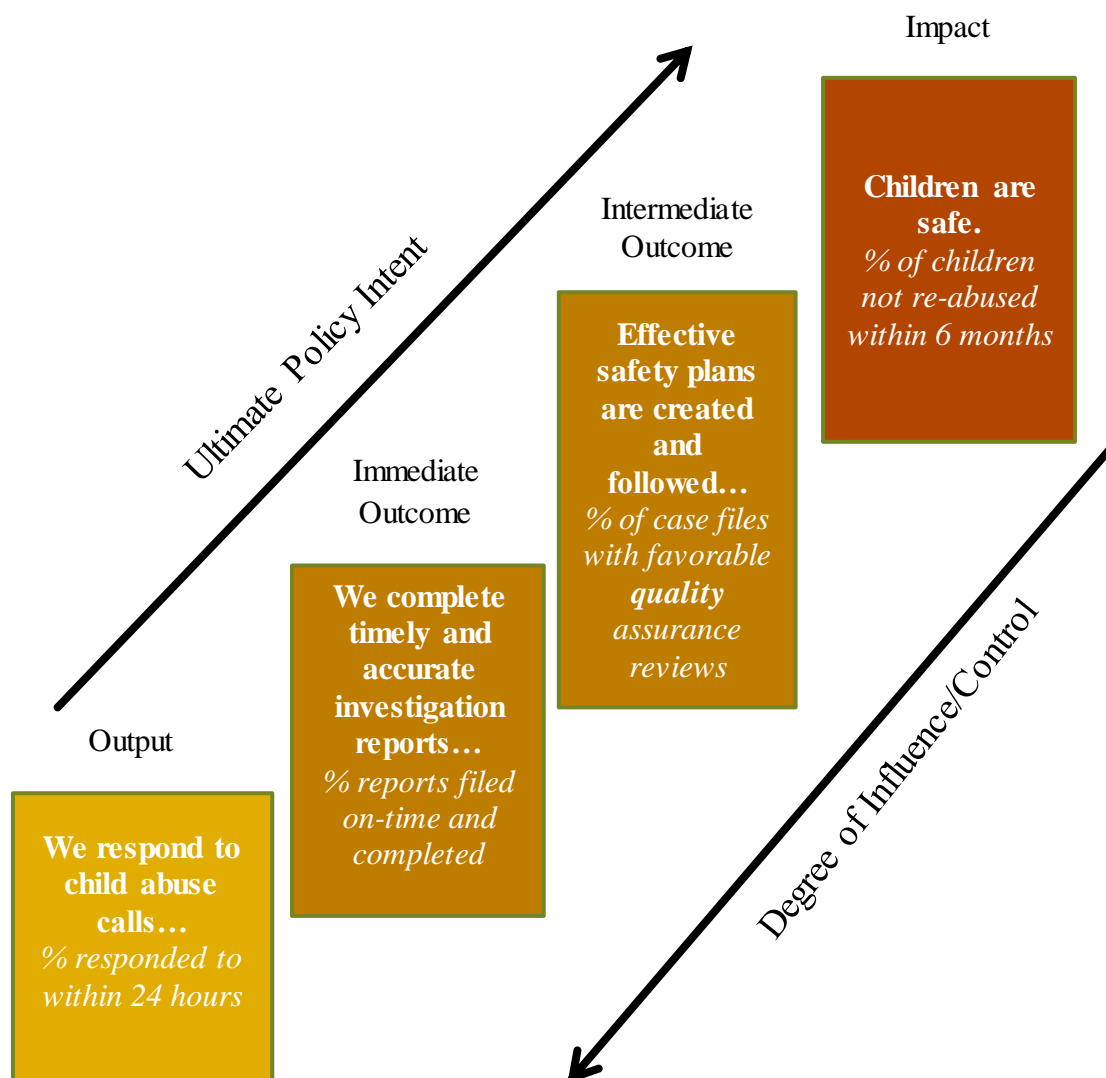 Impact
Children are
safe.
% of children
not re-abused
within 6 months
Intermediate
Outcome
Effective
safety plans
are created
and
followed…
% of case files
with favorable
quality
assurance
reviews
Ultimate Policy Intent
Immediate
Outcome
We complete
timely and
accurate
investigation
reports…
% reports filed
on-time and
completed
Output
We respond to
child abuse
calls…
% responded to
within 24 hours
Degree of Influence/Control